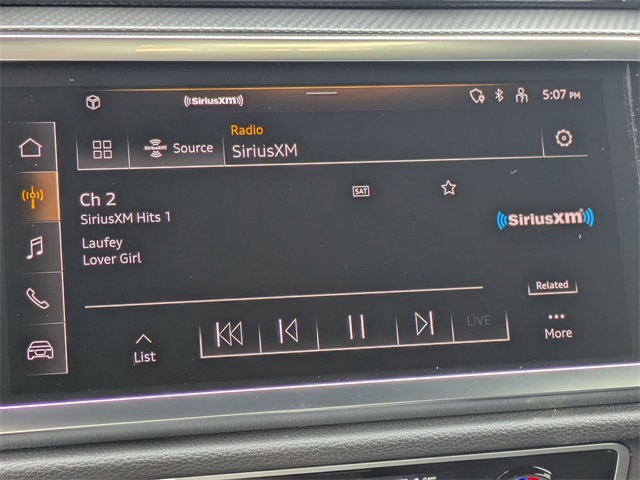 SiriusXM
5:07 PM
SiriusXM Source
Radio
SiriusXM
Ch 2
SAT
SiriusXM Hits 1
SiriusXM
Laufey
Lover Girl
Related
LIVE
List
More